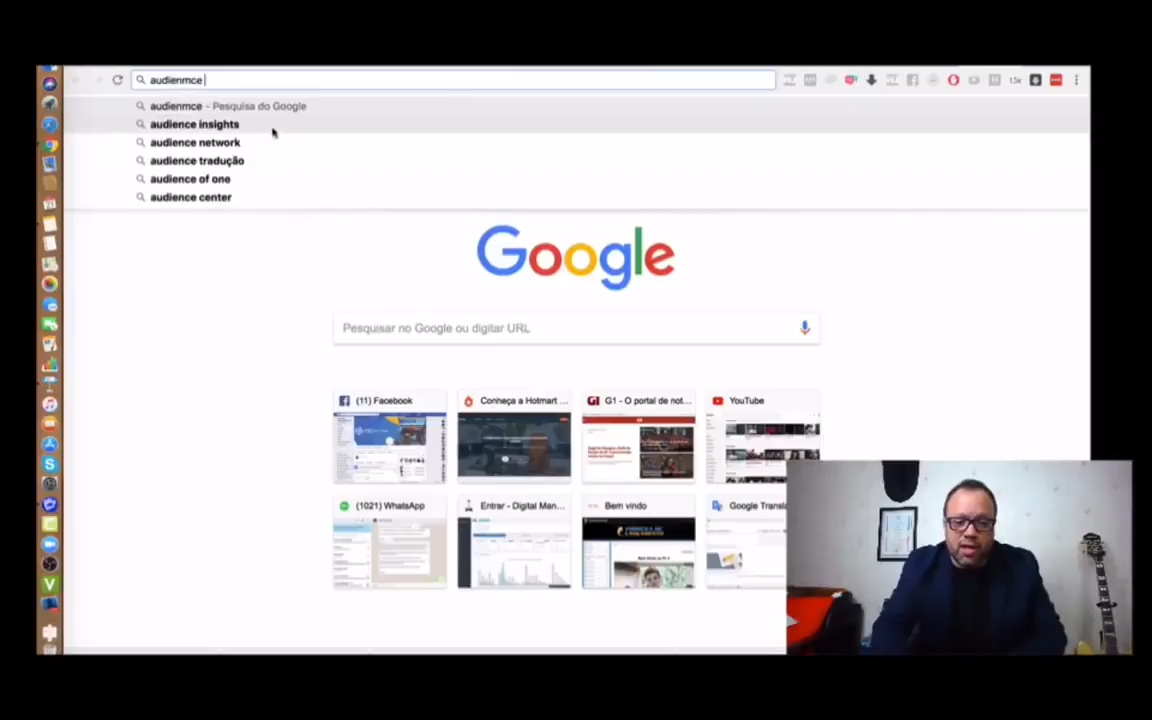 audienmce
1.5x
audienmce - Pesquisa do Google
audience insights
audience network
audience tradução
audience of one
audience center
Google
Pesquisar no Google ou digitar URL
(11) Facebook
Conheça a Hotmart ...
G1 - O portal de not...
YouTube
(1021) WhatsApp
Entrar - Digital Man...
Bem vindo
Google Transl